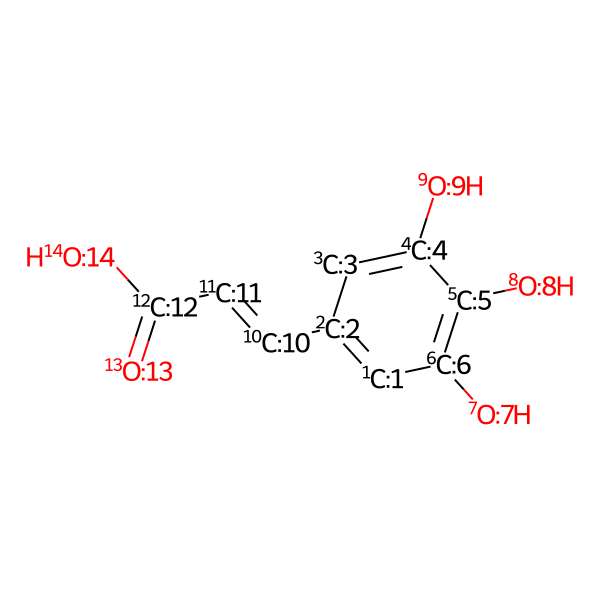 ⁹O:9H
⁴C:4
H¹⁴O:14
³C:3
¹²C:12
¹¹C:11
⁵C:5
⁸O:8H
²C:2
¹⁰C:10
⁶C:6
¹³O:13
¹C:1
⁷O:7H